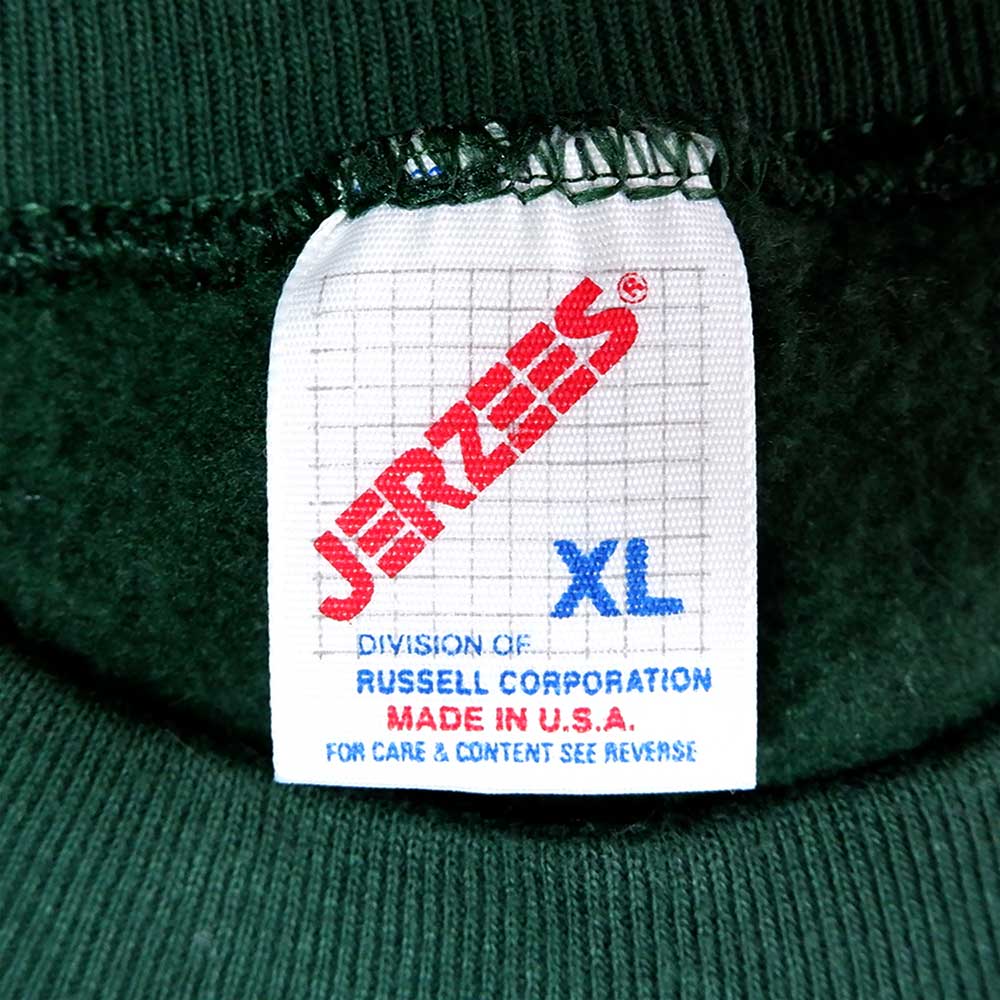 JERZEES®
XL
DIVISION OF
RUSSELL CORPORATION
MADE IN U.S.A.
FOR CARE & CONTENT SEE REVERSE